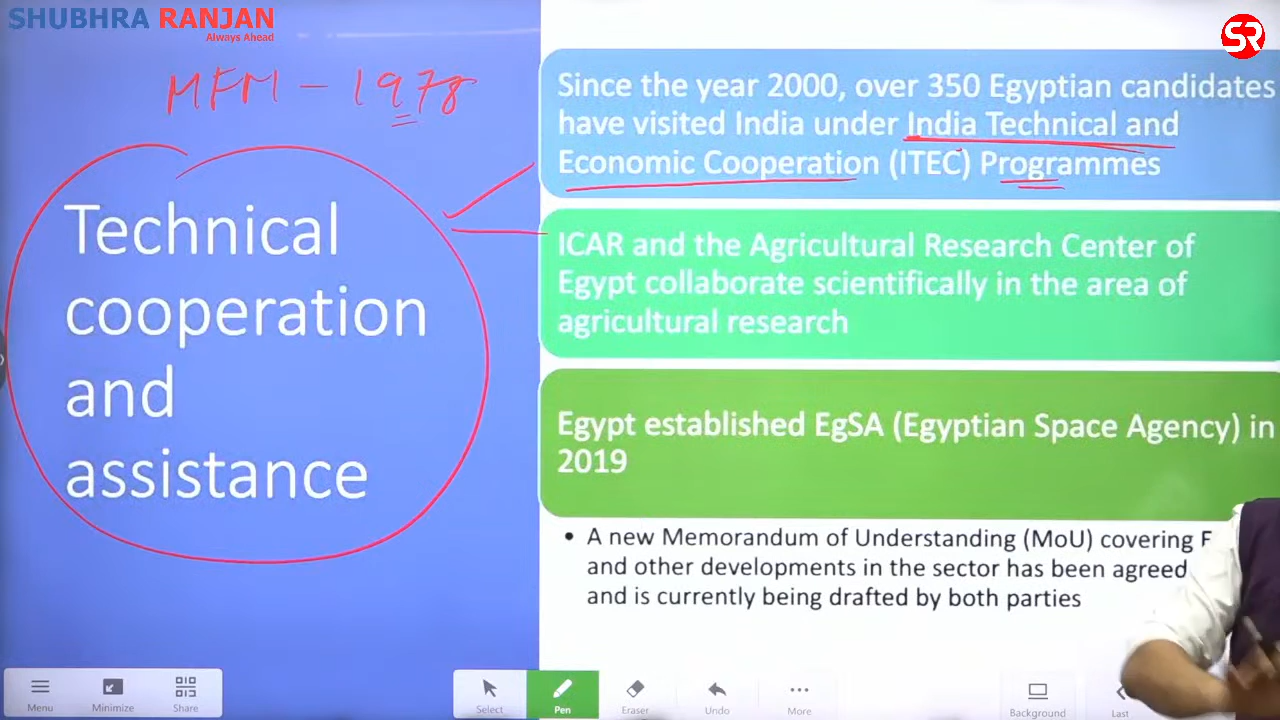 SHUBHRA RANJAN
Always Ahead
SR
MFM - 1978
Technical
cooperation
and
assistance
Since the year 2000, over 350 Egyptian candidates
have visited India under India Technical and
Economic Cooperation (ITEC) Programmes
ICAR and the Agricultural Research Center of
Egypt collaborate scientifically in the area of
agricultural research
Egypt established EgSA (Egyptian Space Agency) in
2019
• A new Memorandum of Understanding (MoU) covering
and other developments in the sector has been agreed
and is currently being drafted by both parties
Menu
Minimize
Share
Select
Pen
Eraser
Undo
More
Background
Last